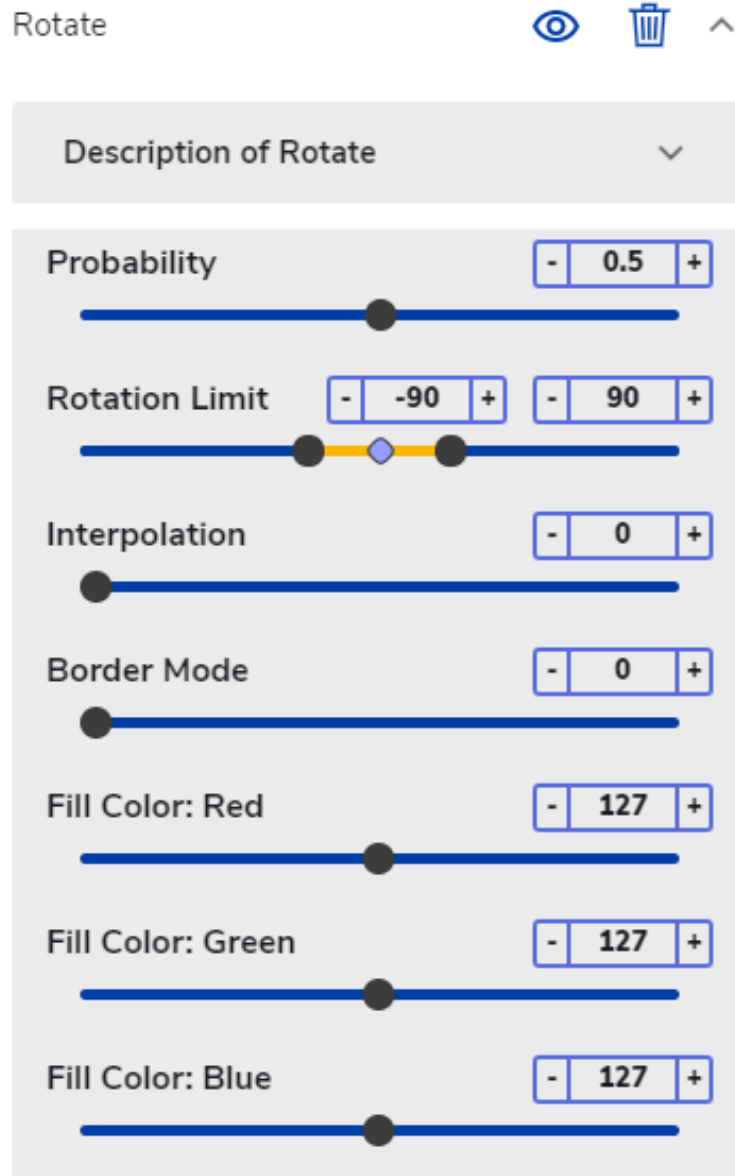 Rotate
Description of Rotate
Probability - 0.5 +
Rotation Limit - -90 + - 90 +
Interpolation - 0 +
Border Mode - 0 +
Fill Color: Red - 127 +
Fill Color: Green - 127 +
Fill Color: Blue - 127 +